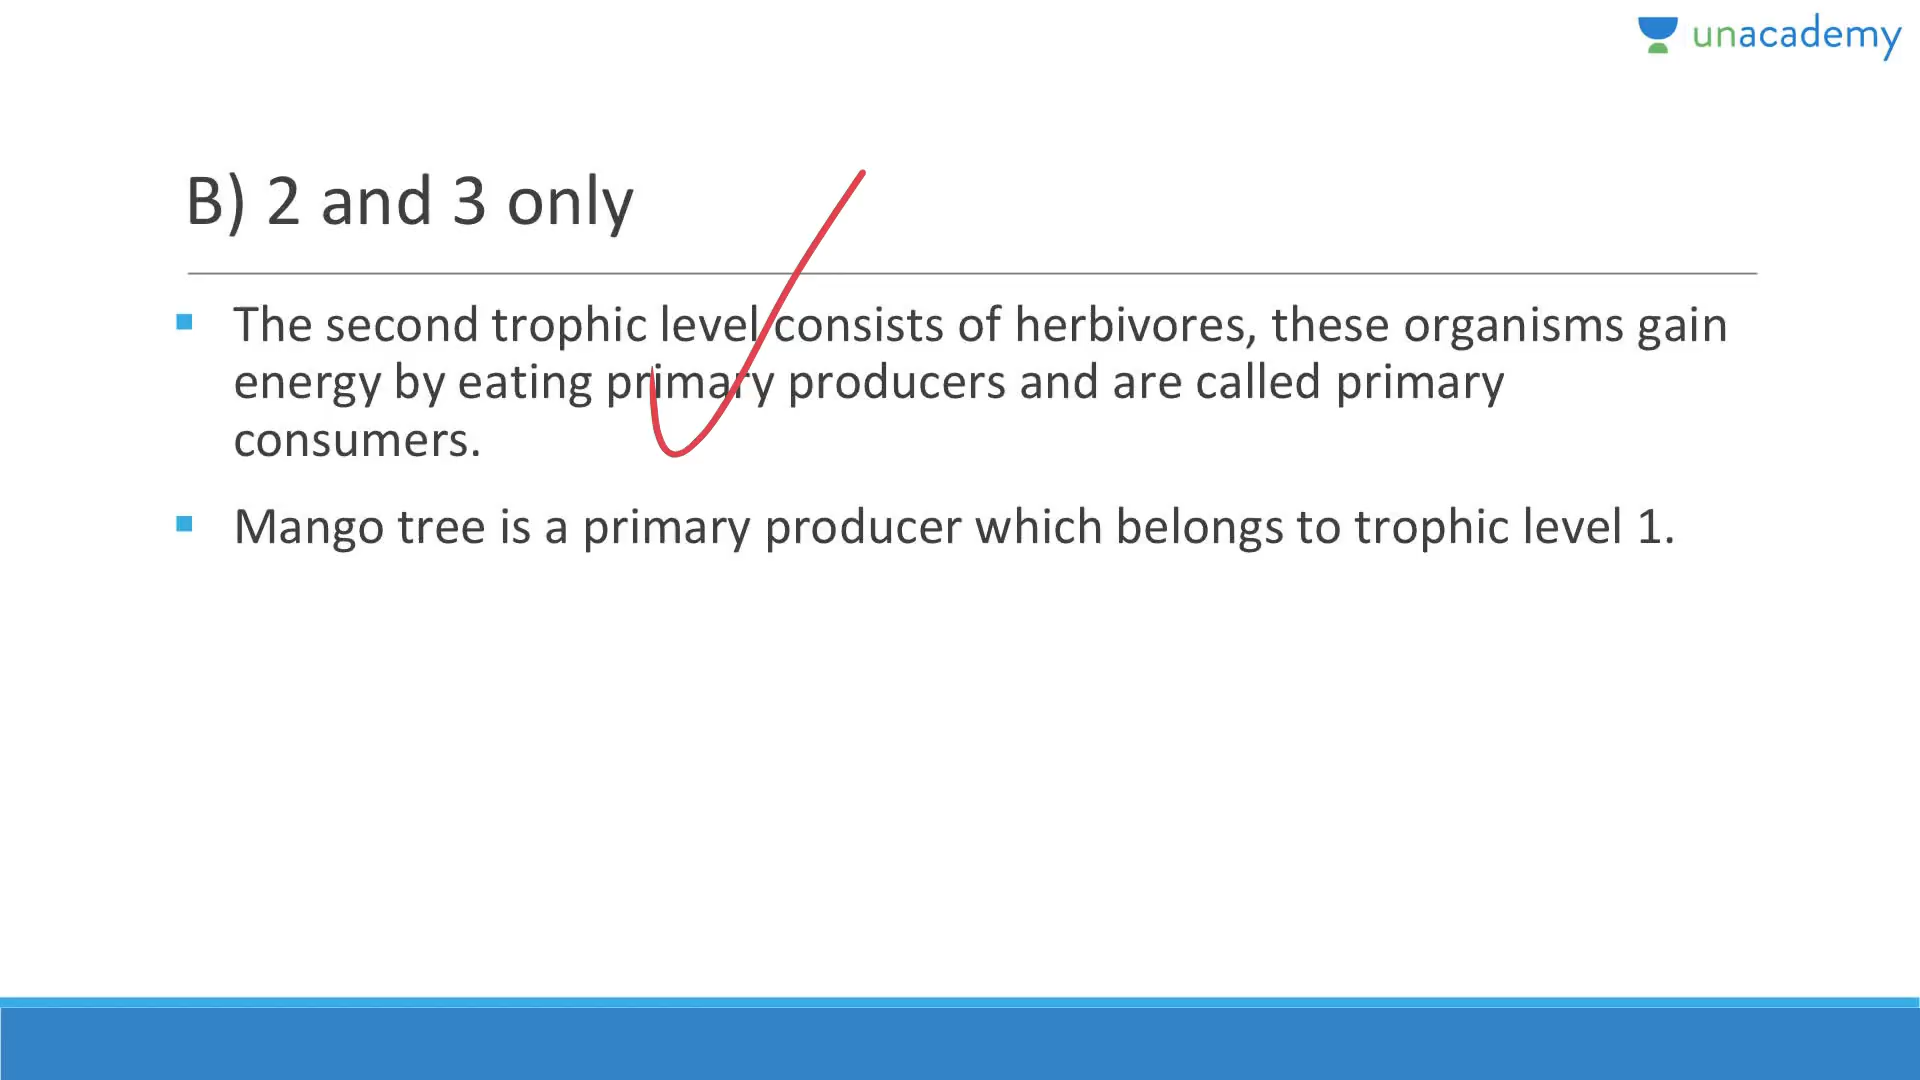 unacademy
B) 2 and 3 only
The second trophic level consists of herbivores, these organisms gain
energy by eating primary producers and are called primary
consumers.
Mango tree is a primary producer which belongs to trophic level 1.